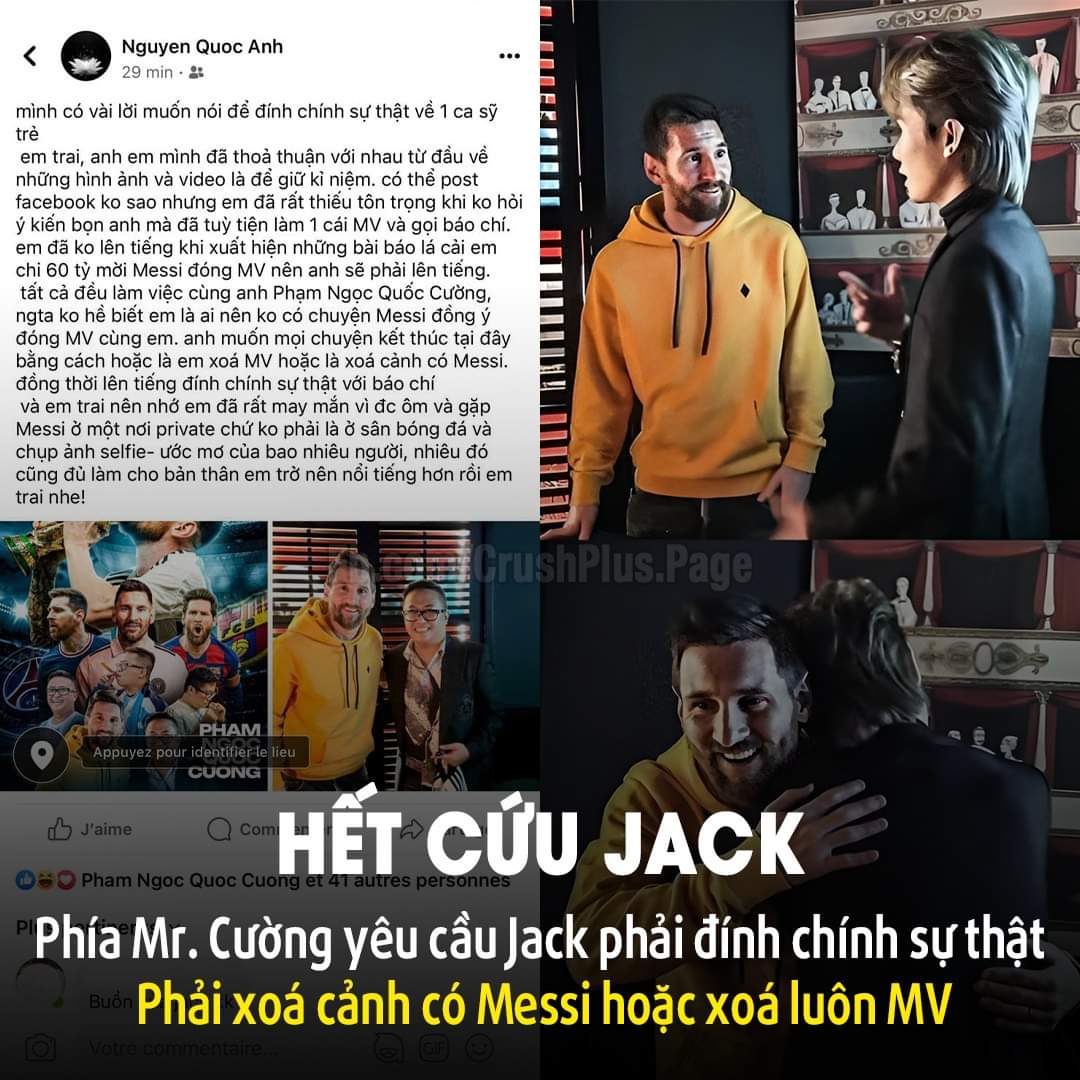 Nguyen Quoc Anh
29 min ·
mình có vài lời muốn nói để đính chính sự thật về 1 ca sỹ
trẻ
em trai, anh em mình đã thoả thuận với nhau từ đầu về
những hình ảnh và video là để giữ kỉ niệm. có thể post
facebook ko sao nhưng em đã rất thiếu tôn trọng khi ko hỏi
ý kiến bọn anh mà đã tuỳ tiện làm 1 cái MV và gọi báo chí.
em đã ko lên tiếng khi xuất hiện những bài báo lá cải em
chi 60 tỷ mời Messi đóng MV nên anh sẽ phải lên tiếng.
tất cả đều làm việc cùng anh Phạm Ngọc Quốc Cường,
ngta ko hề biết em là ai nên ko có chuyện Messi đồng ý
đóng MV cùng em. anh muốn mọi chuyện kết thúc tại đây
bằng cách hoặc là em xoá MV hoặc là xoá cảnh có Messi.
đồng thời lên tiếng đính chính sự thật với báo chí
và em trai nên nhớ em đã rất may mắn vì đc ôm và gặp
Messi ở một nơi private chứ ko phải là ở sân bóng đá và
chụp ảnh selfie- ước mơ của bao nhiêu người, nhiêu đó
cũng đủ làm cho bản thân em trở nên nổi tiếng hơn rồi em
trai nhe!
CrushPlus.Page
PHAM
NGOC
QUOC
CUONG
Appuyez pour identifier le lieu
J'aime
HẾT CỨU JACK
Pham Ngoc Quoc Cuong et 41 autres personnes
Phía Mr. Cường yêu cầu Jack phải đính chính sự thật
Phải xoá cảnh có Messi hoặc xoá luôn MV
Votre commentaire...
GIF